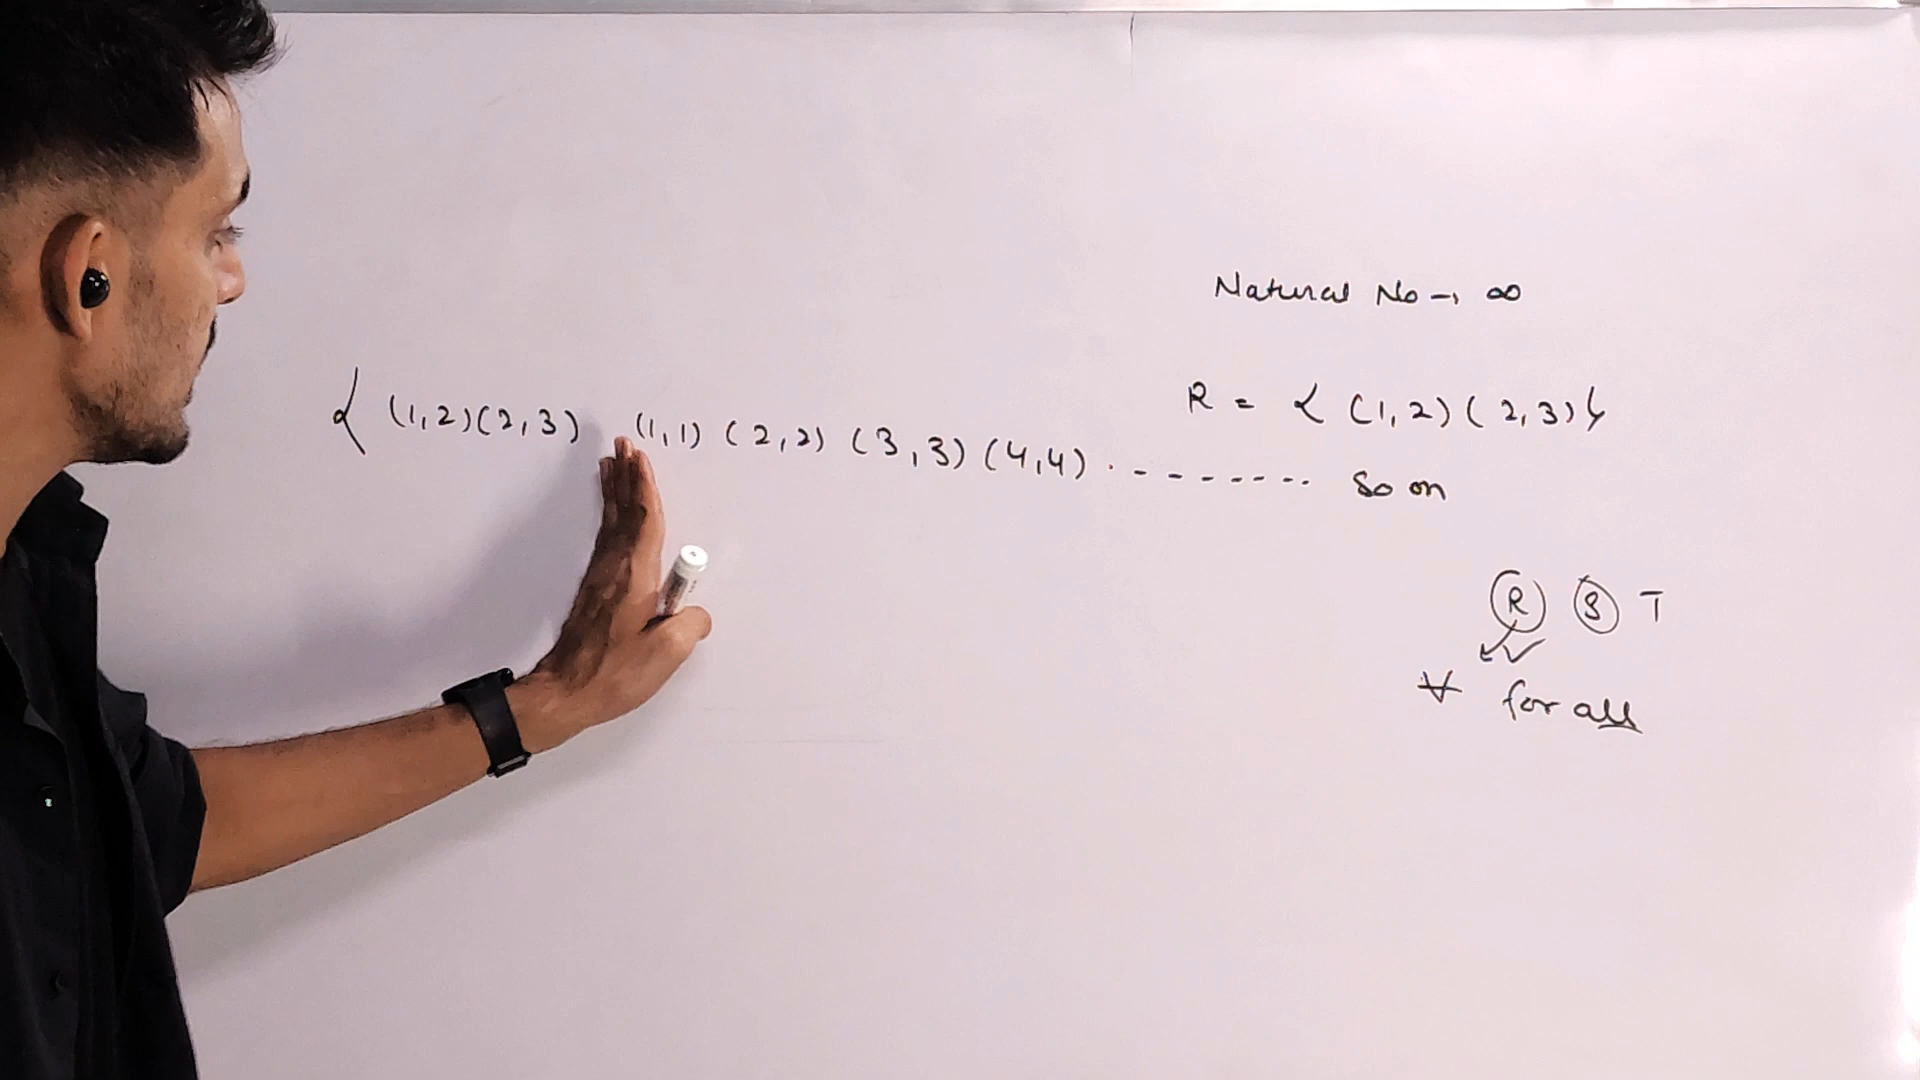 Natural No → ∞
R = { (1,2) (2,3) }
{ (1,2) (2,3) (1,1) (2,2) (3,3) (4,4) . - - - - - - - So on
R S T
✓
∀ for all